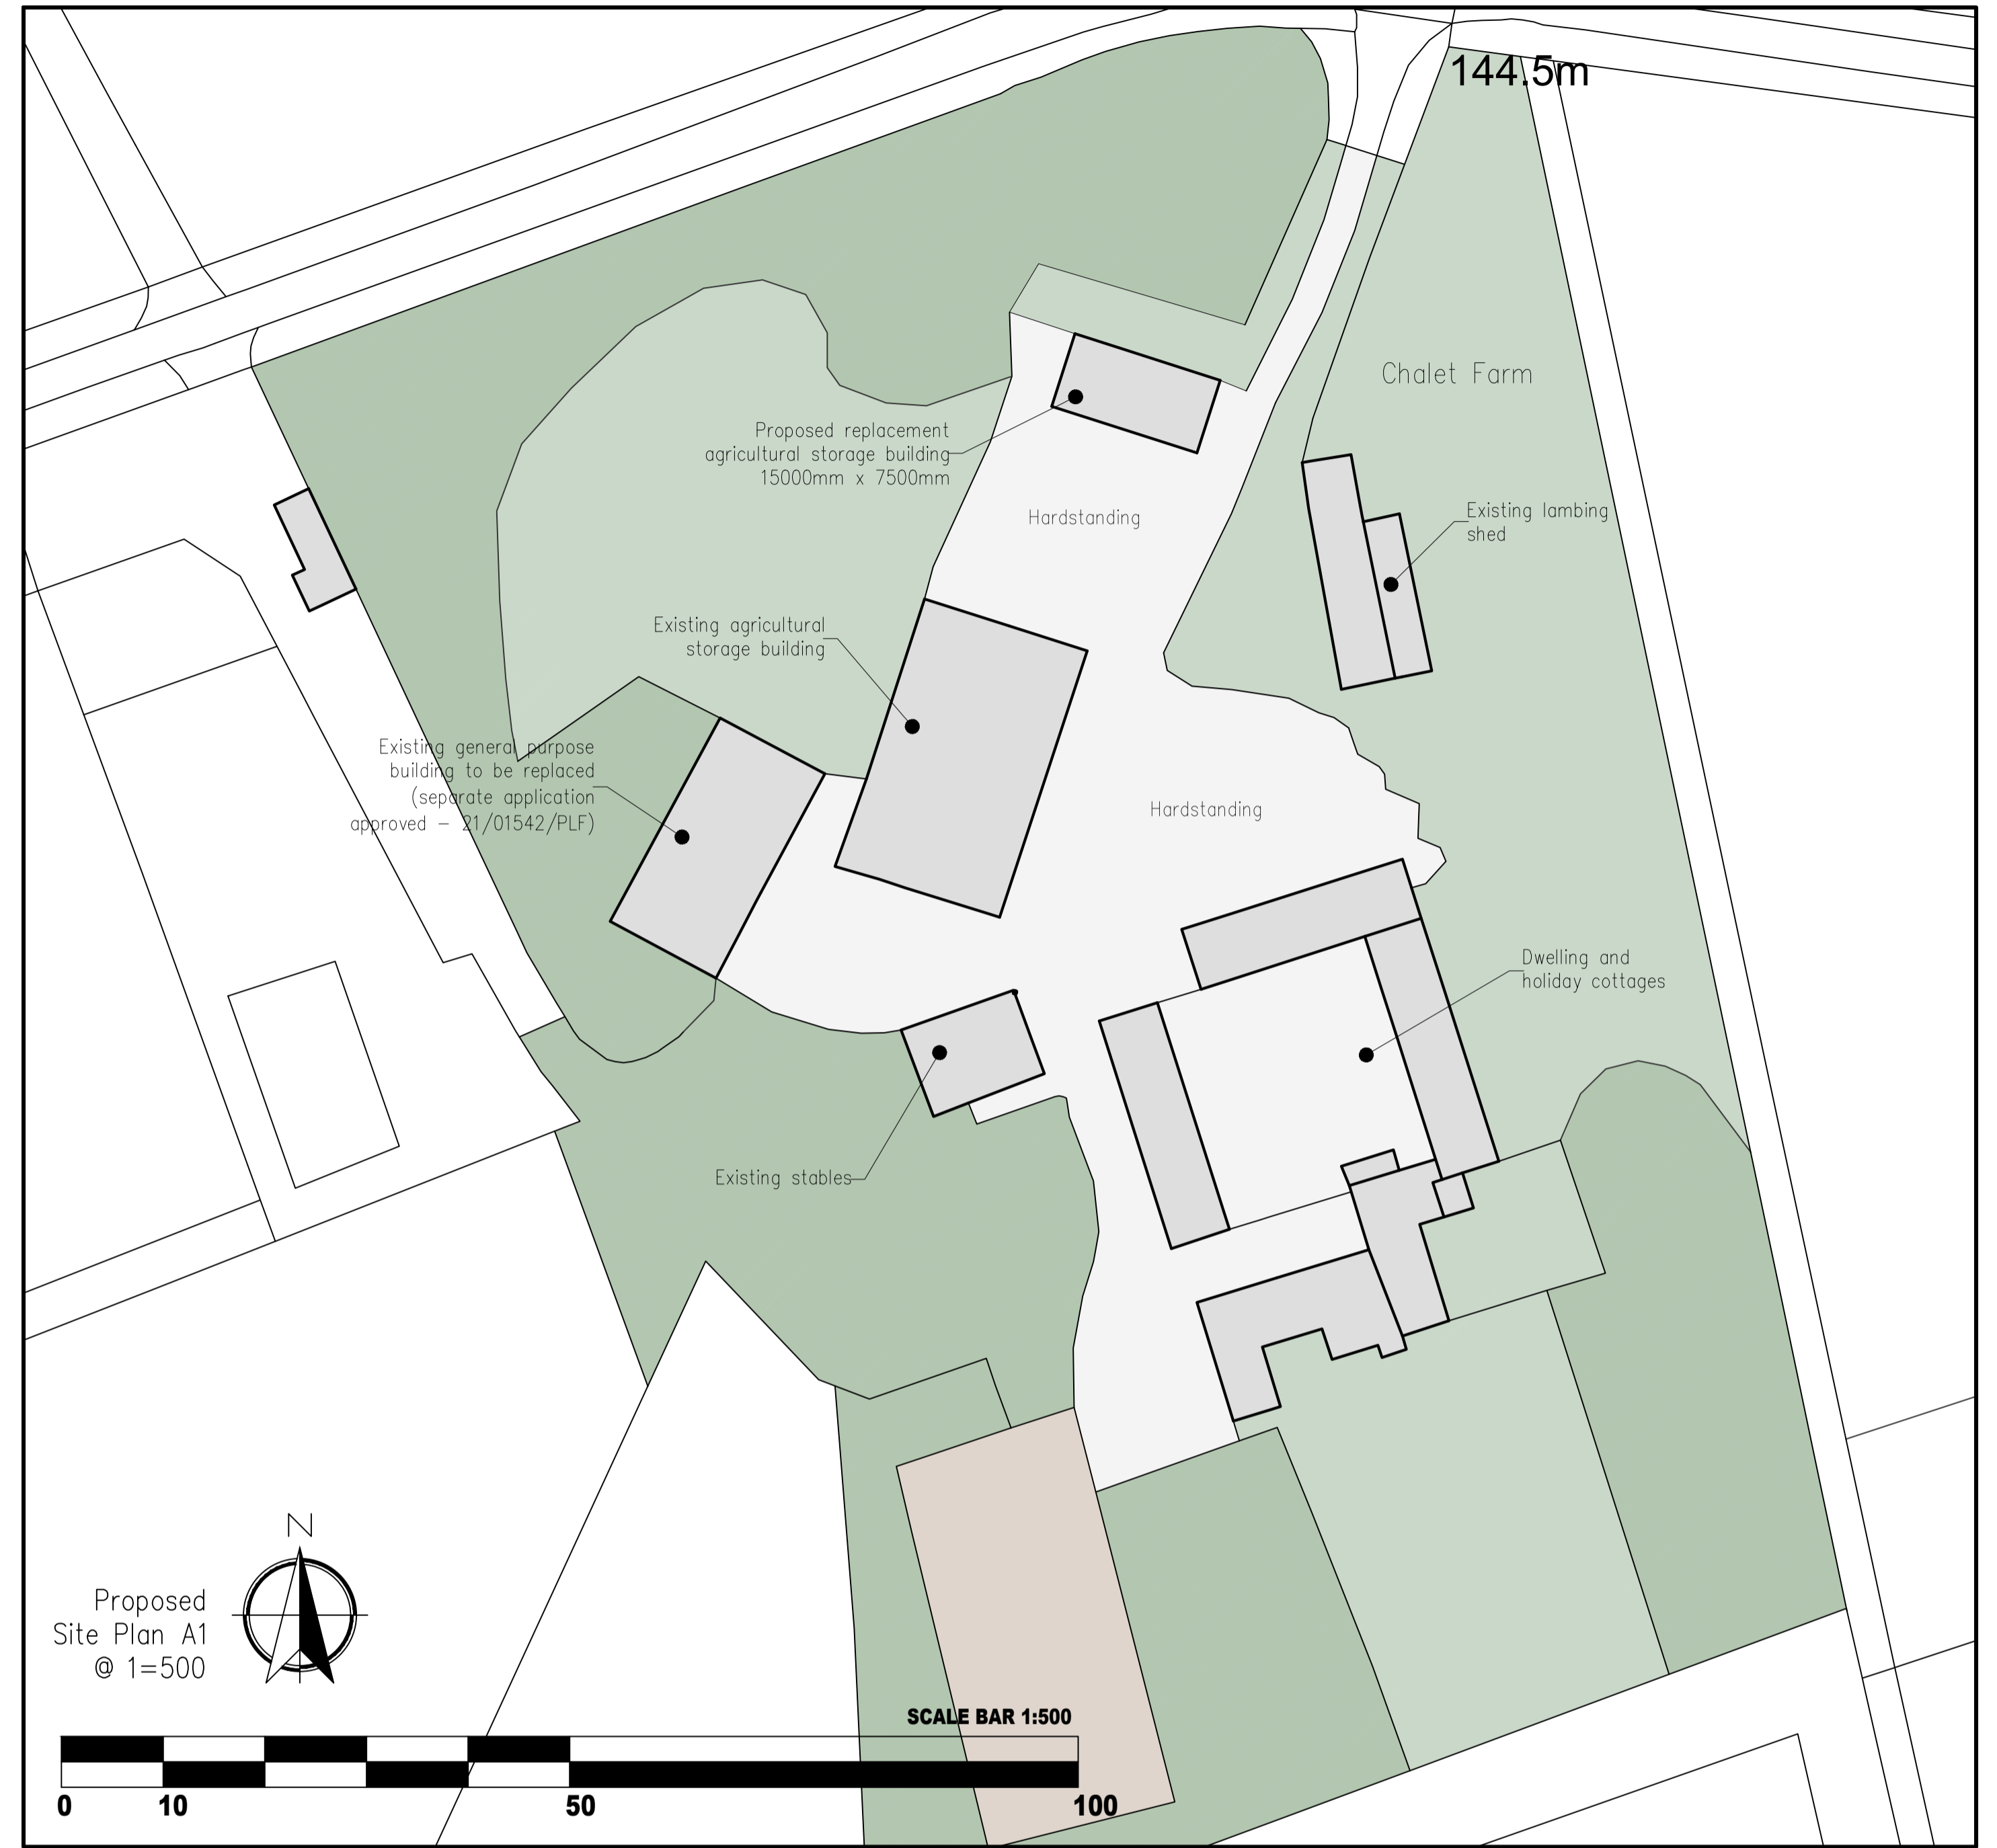 144.5m
Chalet Farm
Proposed replacement
agricultural storage building
15000mm x 7500mm
Hardstanding
Existing lambing
shed
Existing agricultural
storage building
Existing general purpose
building to be replaced
(separate application
approved - 21/01542/PLF)
Hardstanding
Dwelling and
holiday cottages
Existing stables
N
Proposed
Site Plan A1
@ 1=500
SCALE BAR 1:500
0 10 50 100